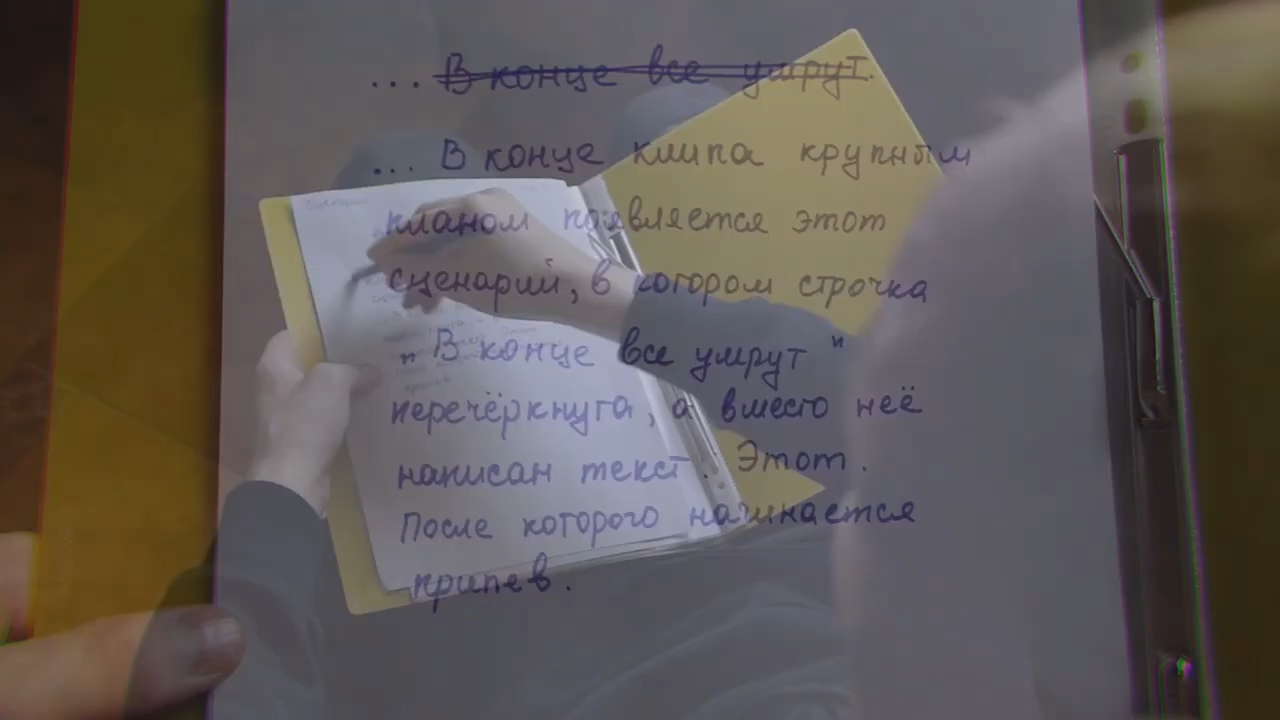 ... В конце все умрут.
... В конце клипа крупным
планом появляется этот
сценарий, в котором строчка
"В конце все умрут"
перечёркнута, а вместо неё
написан текст Этот.
После которого начинается
припев.